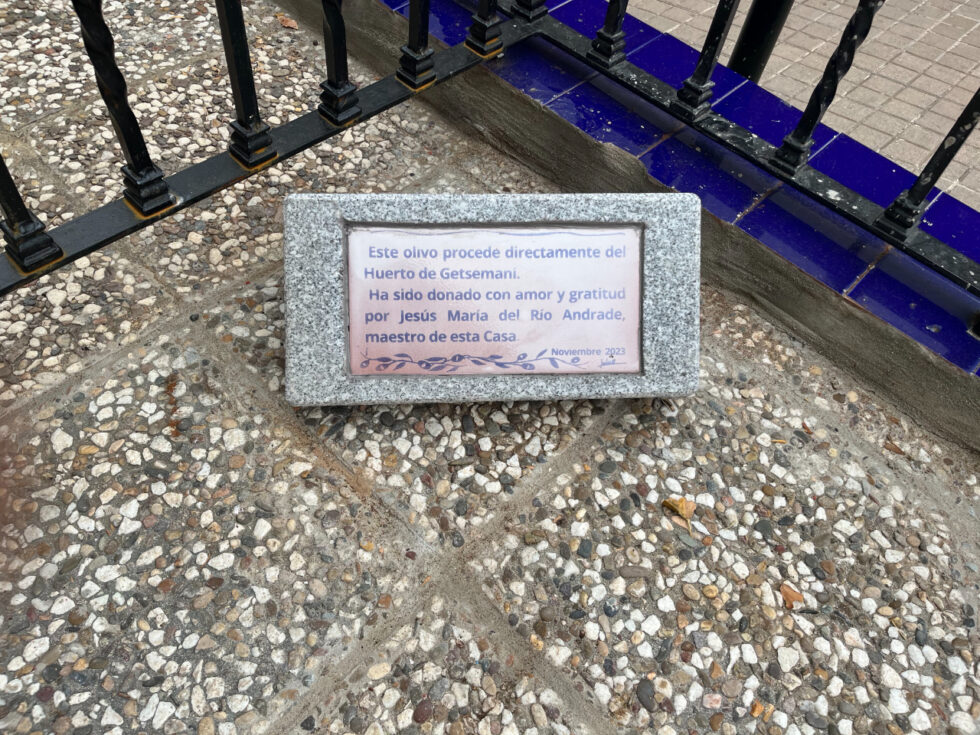 Este olivo procede directamente del
Huerto de Getsemani.
Ha sido donado con amor y gratitud
por Jesús María del Río Andrade,
maestro de esta Casa.
Noviembre 2023